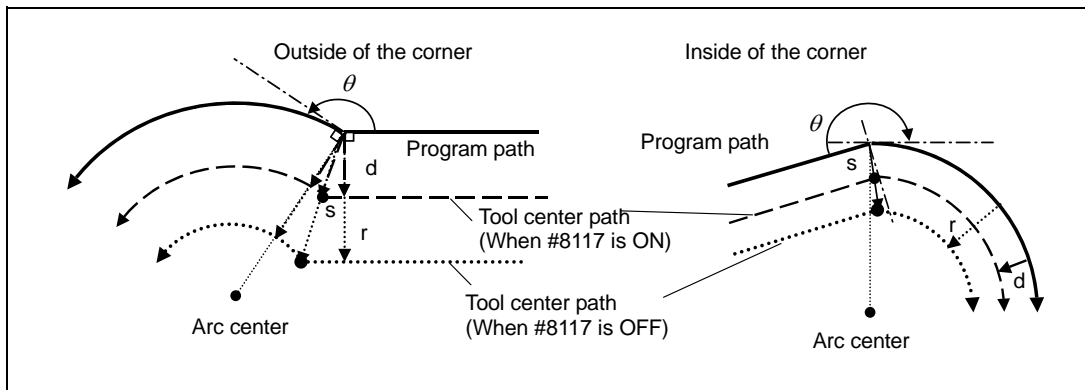 Outside of the corner
Inside of the corner
θ
θ
Program path
Program path
d
s
s
r
r
d
Tool center path
(When #8117 is ON)
Tool center path
(When #8117 is OFF)
Arc center
Arc center